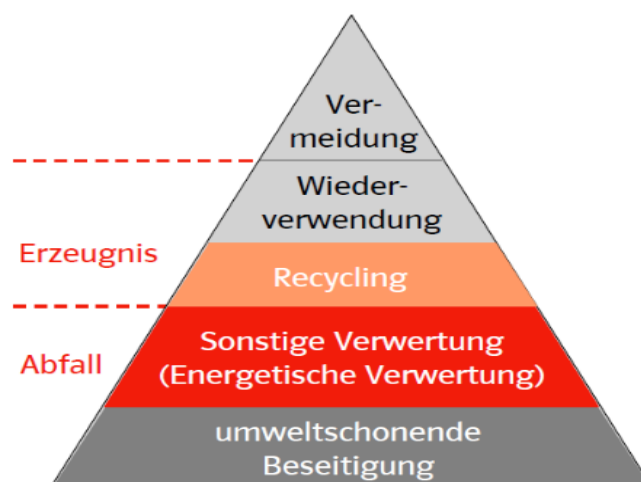 Ver-
meidung
Wieder-
verwendung
Erzeugnis
Recycling
Abfall
Sonstige Verwertung
(Energetische Verwertung)
umweltschonende
Beseitigung